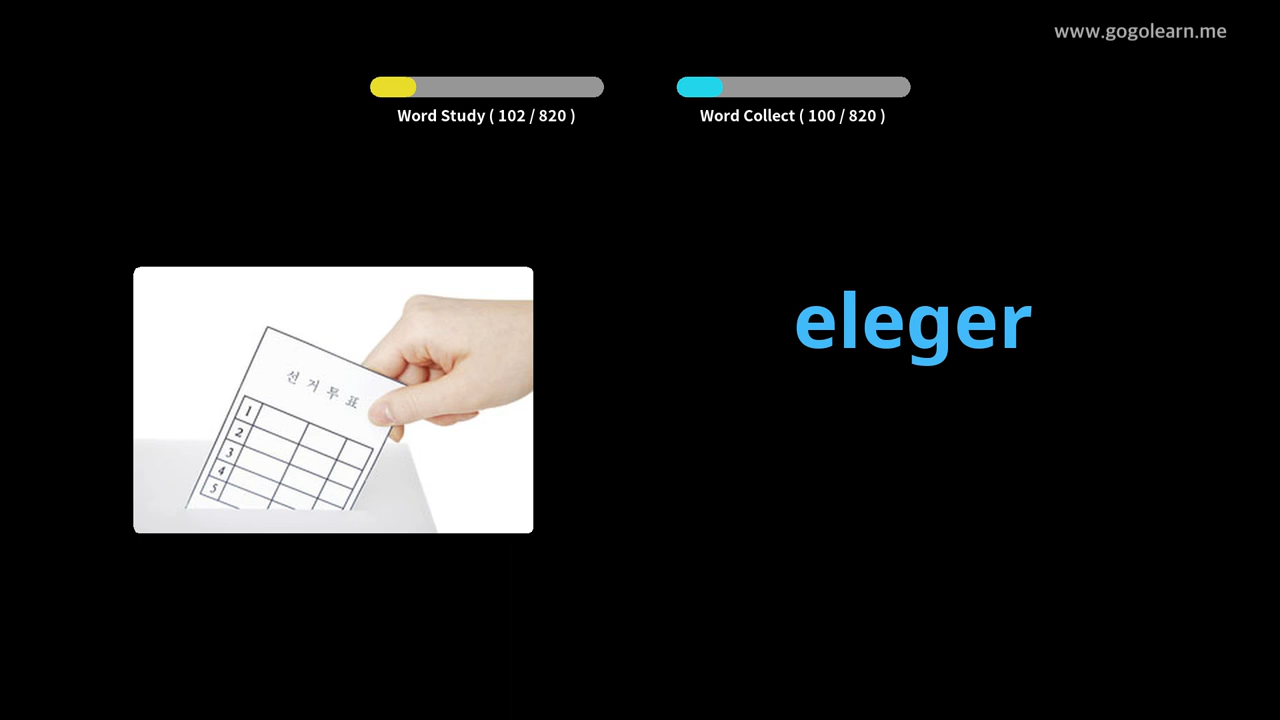 www.gogolearn.me
Word Study ( 102 / 820 )
Word Collect ( 100 / 820 )
eleger
선거투표
1
2
3
4
5